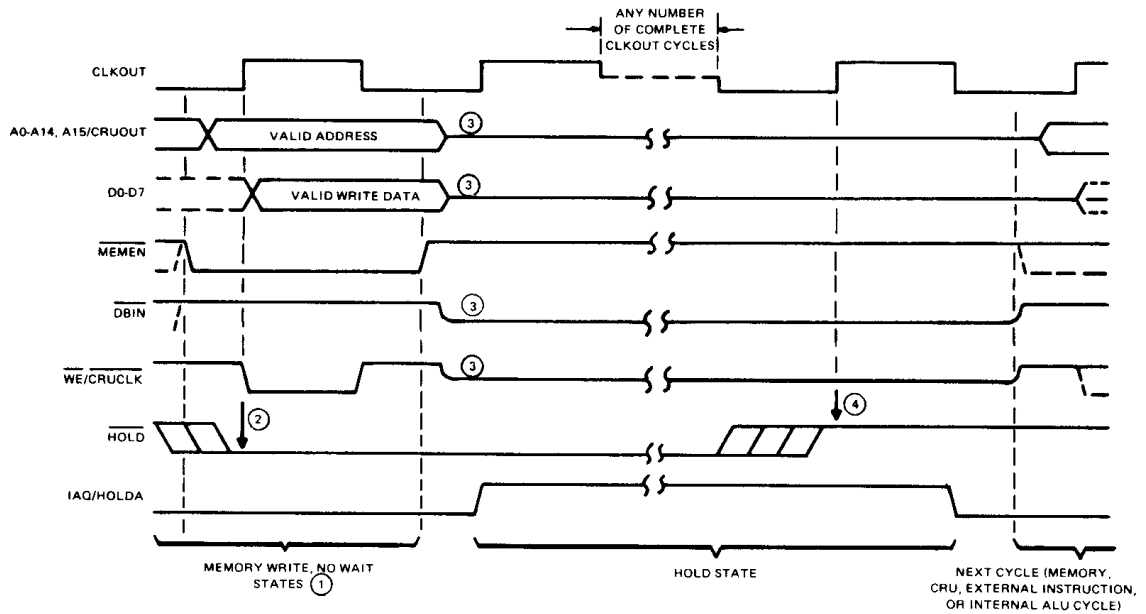 ANY NUMBER
OF COMPLETE
CLKOUT CYCLES
CLKOUT
A0-A14, A15/CRUOUT
VALID ADDRESS
3
D0-D7
VALID WRITE DATA
3
MEMEN
DBIN
3
WE/CRUCLK
3
2
4
HOLD
IAQ/HOLDA
MEMORY WRITE, NO WAIT
STATES 1
HOLD STATE
NEXT CYCLE (MEMORY,
CRU, EXTERNAL INSTRUCTION,
OR INTERNAL ALU CYCLE)